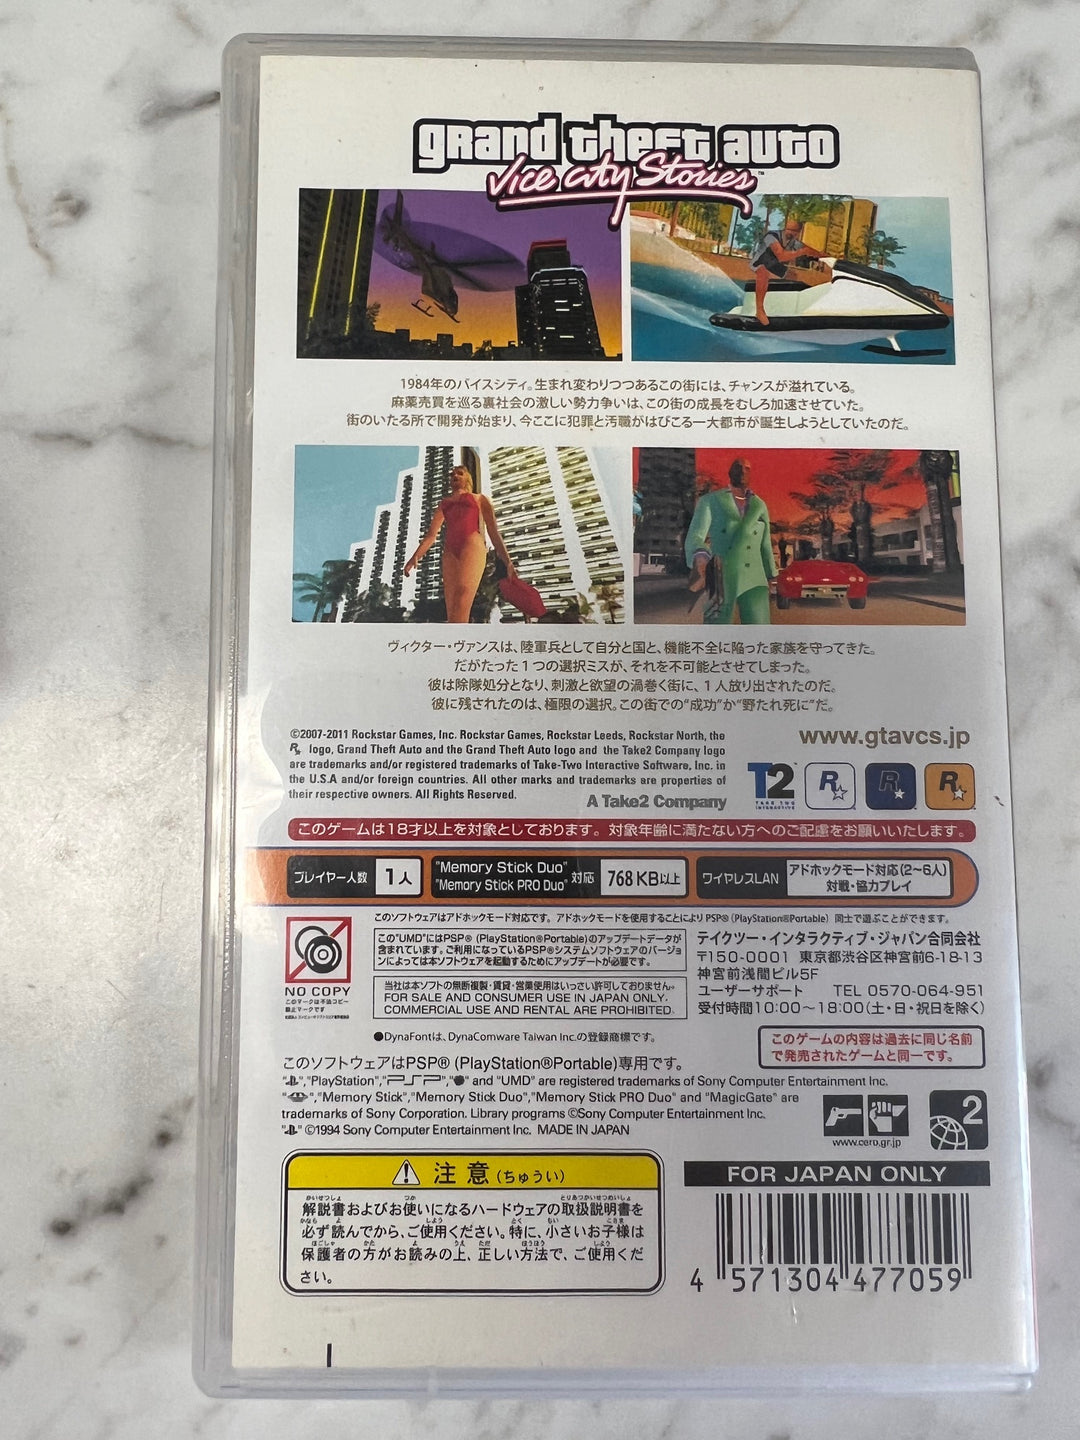 grand theft auto
Vice City Stories™
1984年のバイスシティ。生まれ変わりつつあるこの街には、チャンスが溢れている。
麻薬売買を巡る裏社会の激しい勢力争いは、この街の成長をむしろ加速させていた。
街のいたる所で開発が始まり、今ここに犯罪と汚職がはびこる一大都市が誕生しようとしていたのだ。
ヴィクター・ヴァンスは、陸軍兵として自分と国と、機能不全に陥った家族を守ってきた。
だがたった1つの選択ミスが、それを不可能とさせてしまった。
彼は除隊処分となり、刺激と欲望の渦巻く街に、1人放り出されたのだ。
彼に残されたのは、極限の選択。この街での“成功”か“野たれ死に”だ。
©2007-2011 Rockstar Games, Inc. Rockstar Games, Rockstar Leeds, Rockstar North, the
R★ logo, Grand Theft Auto and the Grand Theft Auto logo and the Take2 Company logo
are trademarks and/or registered trademarks of Take-Two Interactive Software, Inc. in
the U.S.A and/or foreign countries. All other marks and trademarks are properties of
their respective owners. All Rights Reserved.
A Take2 Company
www.gtavcs.jp
T2
TAKE TWO
INTERACTIVE
R★
R★
R★
このゲームは18才以上を対象としております。対象年齢に満たない方へのご配慮をお願いいたします。
プレイヤー人数 1人
"Memory Stick Duo"
"Memory Stick PRO Duo" 対応 768KB以上
ワイヤレスLAN アドホックモード対応(2〜6人)
対戦・協力プレイ
このソフトウェアはアドホックモード対応です。アドホックモードを使用することによりPSP®(PlayStation®Portable)同士で遊ぶことができます。
NO COPY
このマークは不法コピー
禁止マークです
この"UMD"にはPSP®(PlayStation®Portable)のアップデートデータが
含まれています。ご利用になっているPSP®システムソフトウェアのバージョ
ンによっては本ソフトウェアを起動するためにアップデートが必要です。
当社は本ソフトの無断複製・賃貸・営業使用はいっさい許可しておりません。
FOR SALE AND CONSUMER USE IN JAPAN ONLY.
COMMERCIAL USE AND RENTAL ARE PROHIBITED.
テイクツー・インタラクティブ・ジャパン合同会社
〒150-0001 東京都渋谷区神宮前6-18-13
神宮前浅間ビル5F
ユーザーサポート TEL 0570-064-951
受付時間10:00〜18:00(土・日・祝日を除く)
●DynaFontは、DynaComware Taiwan Inc.の登録商標です。
このゲームの内容は過去に同じ名前
で発売されたゲームと同一です。
このソフトウェアはPSP®(PlayStation®Portable)専用です。
" ","PlayStation","PSP"," " and "UMD" are registered trademarks of Sony Computer Entertainment Inc.
" ","Memory Stick","Memory Stick Duo","Memory Stick PRO Duo" and "MagicGate" are
trademarks of Sony Corporation. Library programs ©Sony Computer Entertainment Inc.
" " ©1994 Sony Computer Entertainment Inc. MADE IN JAPAN
www.cero.gr.jp
2
注意(ちゅうい)
解説書およびお使いになるハードウェアの取扱説明書を
必ず読んでから、ご使用ください。特に、小さいお子様は
保護者の方がお読みの上、正しい方法で、ご使用くだ
さい。
FOR JAPAN ONLY
4 571304 477059